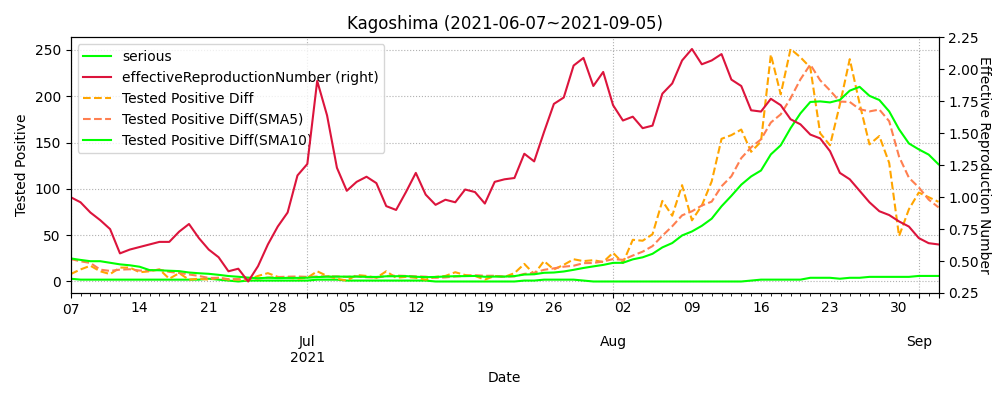 Kagoshima (2021-06-07~2021-09-05)
serious
effectiveReproductionNumber (right)
Tested Positive Diff
Tested Positive Diff(SMA5)
Tested Positive Diff(SMA10)
250
200
150
100
50
0
Tested Positive
2.25
2.00
1.75
1.50
1.25
1.00
0.75
0.50
0.25
Effective Reproduction Number
07 14 21 28 05 12 19 26 02 09 16 23 30
Jul Aug Sep
2021
Date